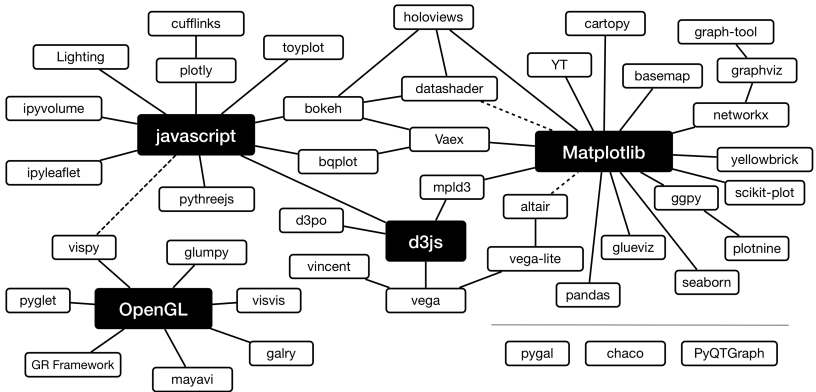 cufflinks
holoviews
cartopy
graph-tool
toyplot
Lighting
plotly
YT
basemap
graphviz
datashader
ipyvolume
bokeh
networkx
javascript
Vaex
Matplotlib
yellowbrick
ipyleaflet
bqplot
mpld3
scikit-plot
pythreejs
altair
ggpy
d3po
d3js
vispy
glumpy
glueviz
plotnine
vincent
vega-lite
seaborn
pyglet
OpenGL
visvis
vega
pandas
GR Framework
galry
pygal
chaco
PyQTGraph
mayavi